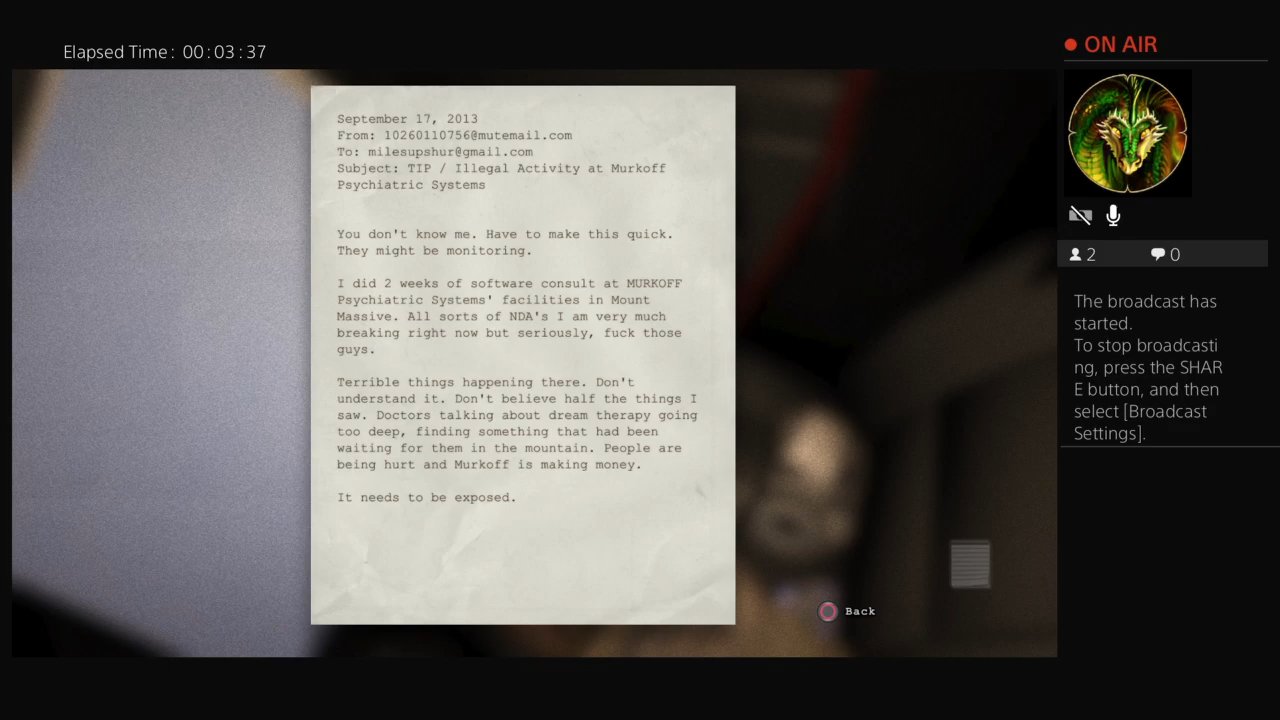 Elapsed Time: 00:03:37
ON AIR
September 17, 2013
From: 10260110756@mutemail.com
To: milesupshur@gmail.com
Subject: TIP / Illegal Activity at Murkoff
Psychiatric Systems
You don't know me. Have to make this quick.
They might be monitoring.
I did 2 weeks of software consult at MURKOFF
Psychiatric Systems' facilities in Mount
Massive. All sorts of NDA's I am very much
breaking right now but seriously, fuck those
guys.
Terrible things happening there. Don't
understand it. Don't believe half the things I
saw. Doctors talking about dream therapy going
too deep, finding something that had been
waiting for them in the mountain. People are
being hurt and Murkoff is making money.
It needs to be exposed.
Back
2 0
The broadcast has
started.
To stop broadcasti
ng, press the SHAR
E button, and then
select [Broadcast
Settings].